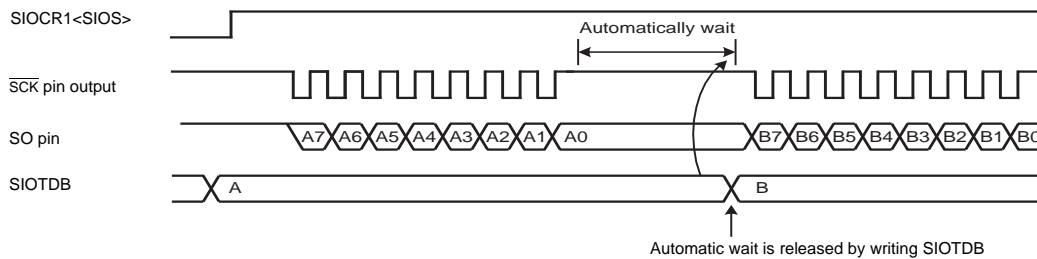 SIOCR1<SIOS>
Automatically wait
SCK pin output
SO pin
A7 A6 A5 A4 A3 A2 A1 A0 B7 B6 B5 B4 B3 B2 B1 B0
SIOTDB
A B
Automatic wait is released by writing SIOTDB